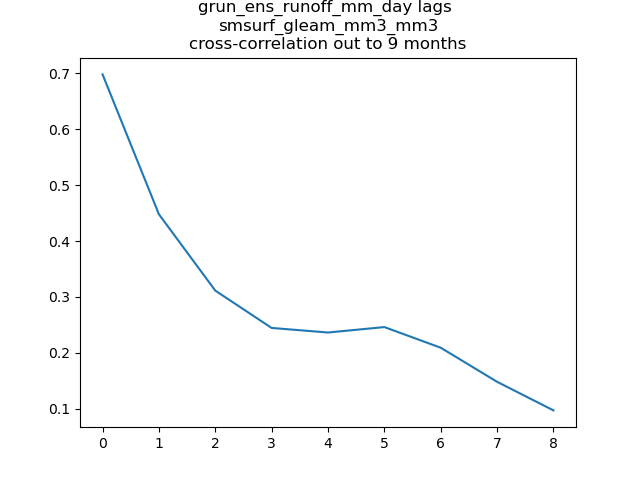 grun_ens_runoff_mm_day lags
smsurf_gleam_mm3_mm3
cross-correlation out to 9 months
0.7
0.6
0.5
0.4
0.3
0.2
0.1
0 1 2 3 4 5 6 7 8